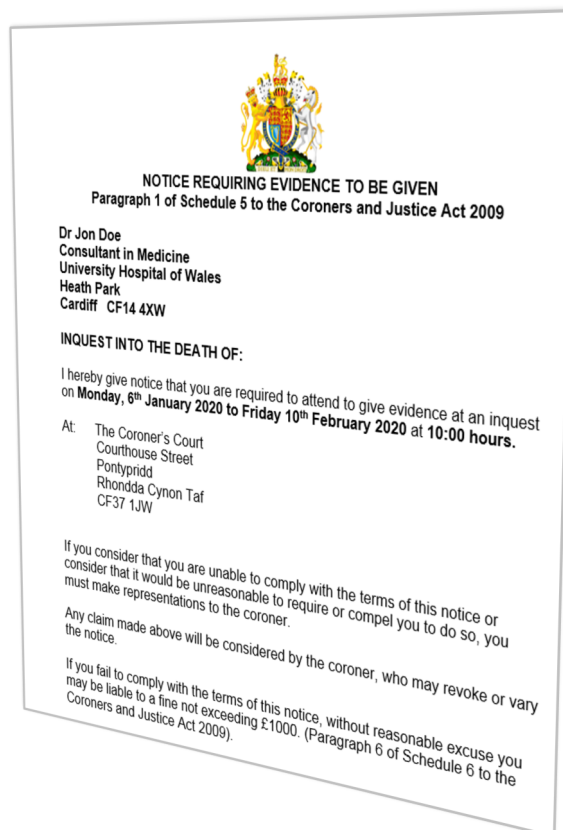 NOTICE REQUIRING EVIDENCE TO BE GIVEN
Paragraph 1 of Schedule 5 to the Coroners and Justice Act 2009
Dr Jon Doe
Consultant in Medicine
University Hospital of Wales
Heath Park
Cardiff CF14 4XW
INQUEST INTO THE DEATH OF:
I hereby give notice that you are required to attend to give evidence at an inquest
on Monday, 6th January 2020 to Friday 10th February 2020 at 10:00 hours.
At: The Coroner's Court
Courthouse Street
Pontypridd
Rhondda Cynon Taf
CF37 1JW
If you consider that you are unable to comply with the terms of this notice or
consider that it would be unreasonable to require or compel you to do so, you
must make representations to the coroner.
Any claim made above will be considered by the coroner, who may revoke or vary
the notice.
If you fail to comply with the terms of this notice, without reasonable excuse you
may be liable to a fine not exceeding £1000. (Paragraph 6 of Schedule 6 to the
Coroners and Justice Act 2009).